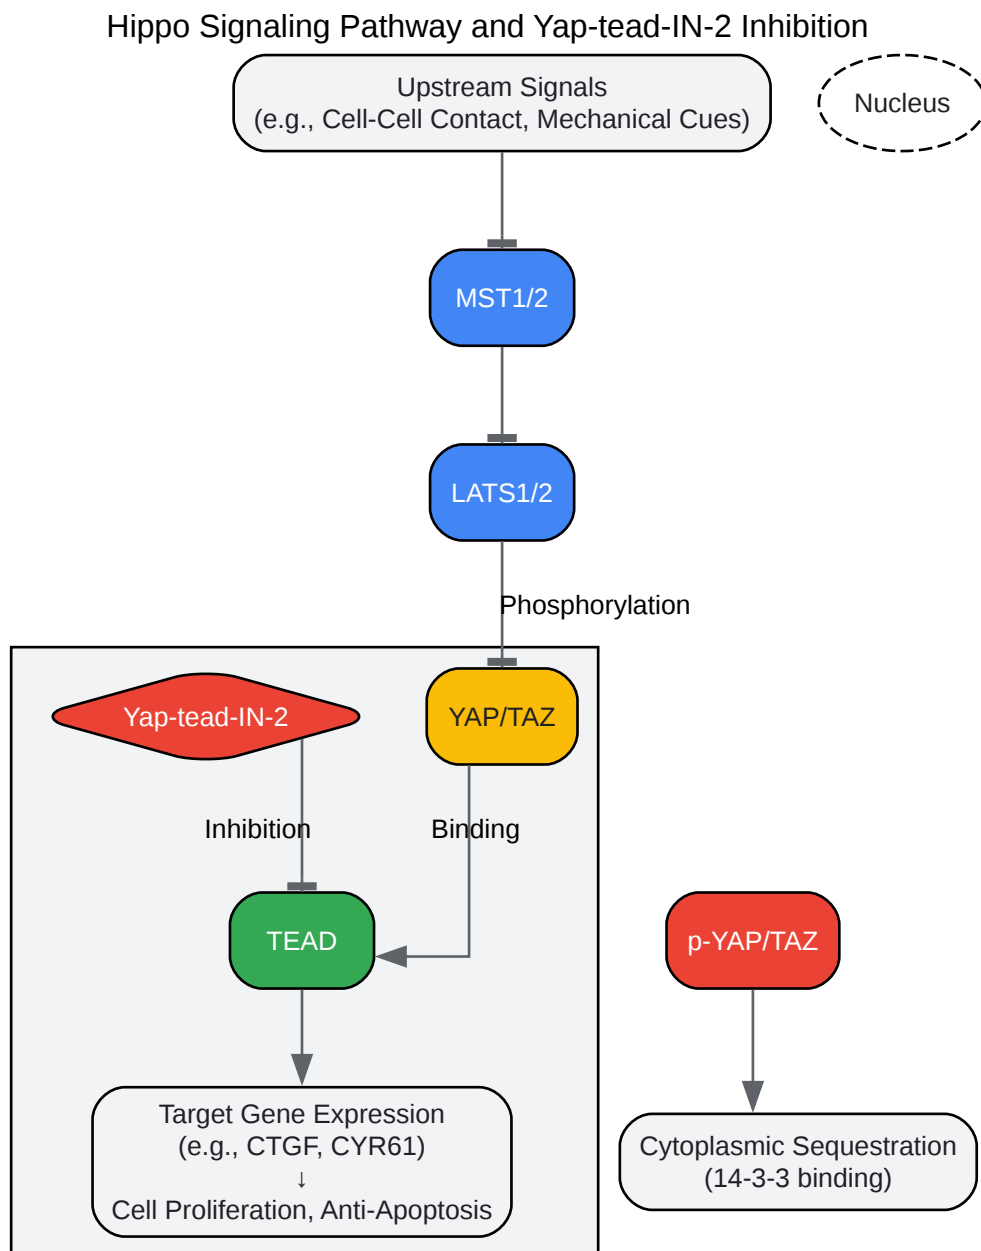 Hippo Signaling Pathway and Yap-tead-IN-2 Inhibition
Upstream Signals
(e.g., Cell-Cell Contact, Mechanical Cues)
Nucleus
MST1/2
LATS1/2
Phosphorylation
Yap-tead-IN-2
YAP/TAZ
Inhibition
Binding
TEAD
p-YAP/TAZ
Target Gene Expression
(e.g., CTGF, CYR61)
↓
Cell Proliferation, Anti-Apoptosis
Cytoplasmic Sequestration
(14-3-3 binding)